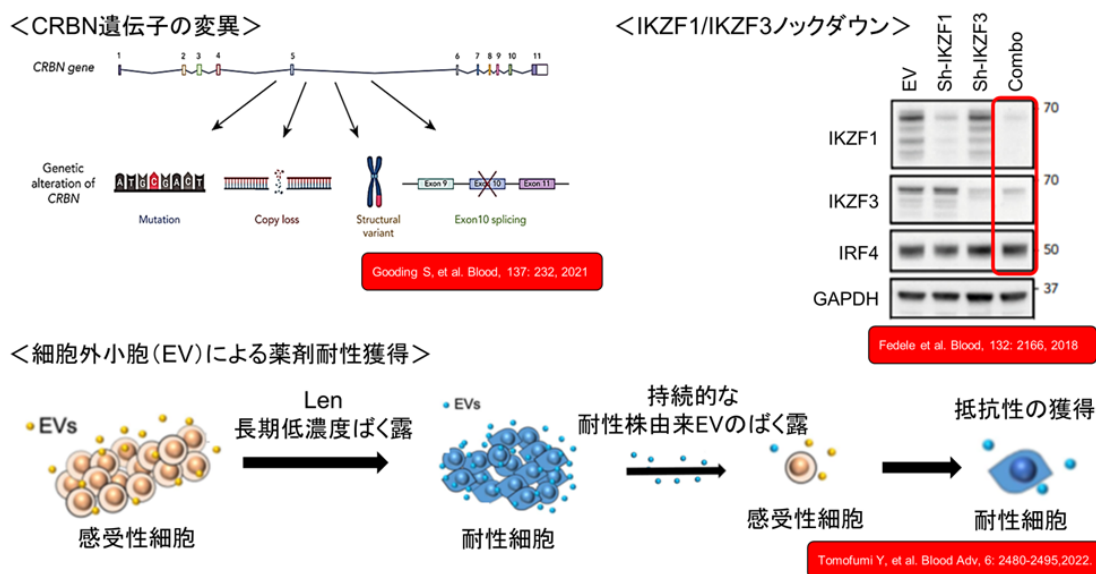 ＜CRBN遺伝子の変異＞
CRBN gene
1 2 3 4 5 6 7 8 9 10 11
Genetic alteration of CRBN
A T G C G A C T
Mutation
Copy loss
Structural variant
Exon 9 Exon 10 Exon 11
Exon10 splicing
Gooding S, et al. Blood, 137: 232, 2021
＜IKZF1/IKZF3ノックダウン＞
EV
Sh-IKZF1
Sh-IKZF3
Combo
IKZF1
70
IKZF3
70
IRF4
50
GAPDH
37
Fedele et al. Blood, 132: 2166, 2018
＜細胞外小胞（EV）による薬剤耐性獲得＞
EVs
感受性細胞
Len
長期低濃度ばく露
EVs
耐性細胞
持続的な
耐性株由来EVのばく露
感受性細胞
抵抗性の獲得
耐性細胞
Tomofumi Y, et al. Blood Adv, 6: 2480-2495,2022.